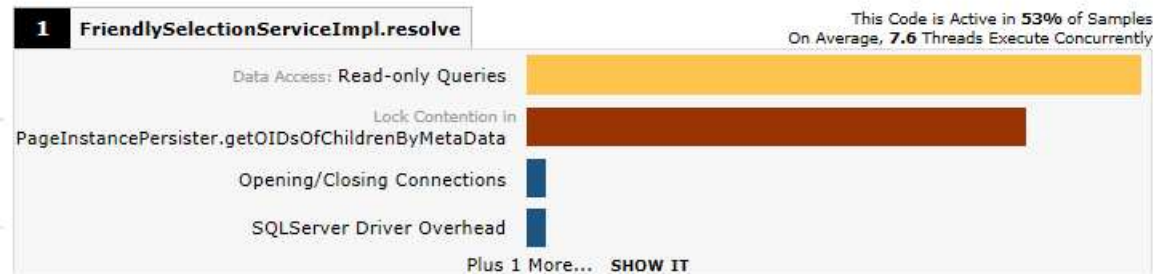 1 FriendlySelectionServiceImpl.resolve
This Code is Active in 53% of Samples
On Average, 7.6 Threads Execute Concurrently
Data Access: Read-only Queries
Lock Contention in
PageInstancePersister.getOIDsOfChildrenByMetaData
Opening/Closing Connections
SQLServer Driver Overhead
Plus 1 More... SHOW IT